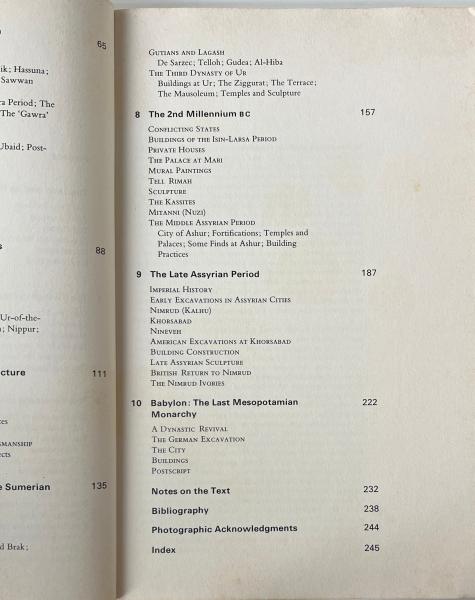 65
ik; Hassuna;
Sawwan
ra Period; The
The 'Gawra'
Ubaid; Post-
s
88
Ur-of-the-
; Nippur;
cture
111
tes
SMANSHIP
ects
e Sumerian
135
d Brak;
GUTIANS AND LAGASH
De Sarzec; Telloh; Gudea; Al-Hiba
THE THIRD DYNASTY OF UR
Buildings at Ur; The Ziggurat; The Terrace;
The Mausoleum; Temples and Sculpture
8 The 2nd Millennium BC 157
CONFLICTING STATES
BUILDINGS OF THE ISIN-LARSA PERIOD
PRIVATE HOUSES
THE PALACE AT MARI
MURAL PAINTINGS
TELL RIMAH
SCULPTURE
THE KASSITES
MITANNI (NUZI)
THE MIDDLE ASSYRIAN PERIOD
City of Ashur; Fortifications; Temples and
Palaces; Some Finds at Ashur; Building
Practices
9 The Late Assyrian Period 187
IMPERIAL HISTORY
EARLY EXCAVATIONS IN ASSYRIAN CITIES
NIMRUD (KALHU)
KHORSABAD
NINEVEH
AMERICAN EXCAVATIONS AT KHORSABAD
BUILDING CONSTRUCTION
LATE ASSYRIAN SCULPTURE
BRITISH RETURN TO NIMRUD
THE NIMRUD IVORIES
10 Babylon: The Last Mesopotamian
Monarchy 222
A DYNASTIC REVIVAL
THE GERMAN EXCAVATION
THE CITY
BUILDINGS
POSTSCRIPT
Notes on the Text 232
Bibliography 238
Photographic Acknowledgments 244
Index 245